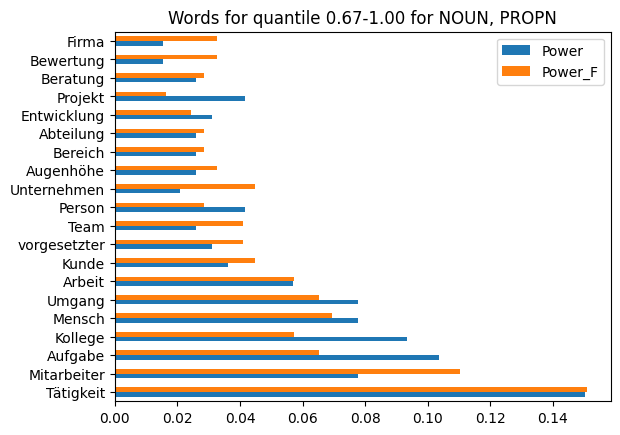 Words for quantile 0.67-1.00 for NOUN, PROPN
Power
Power_F
Firma
Bewertung
Beratung
Projekt
Entwicklung
Abteilung
Bereich
Augenhöhe
Unternehmen
Person
Team
vorgesetzter
Kunde
Arbeit
Umgang
Mensch
Kollege
Aufgabe
Mitarbeiter
Tätigkeit
0.00 0.02 0.04 0.06 0.08 0.10 0.12 0.14